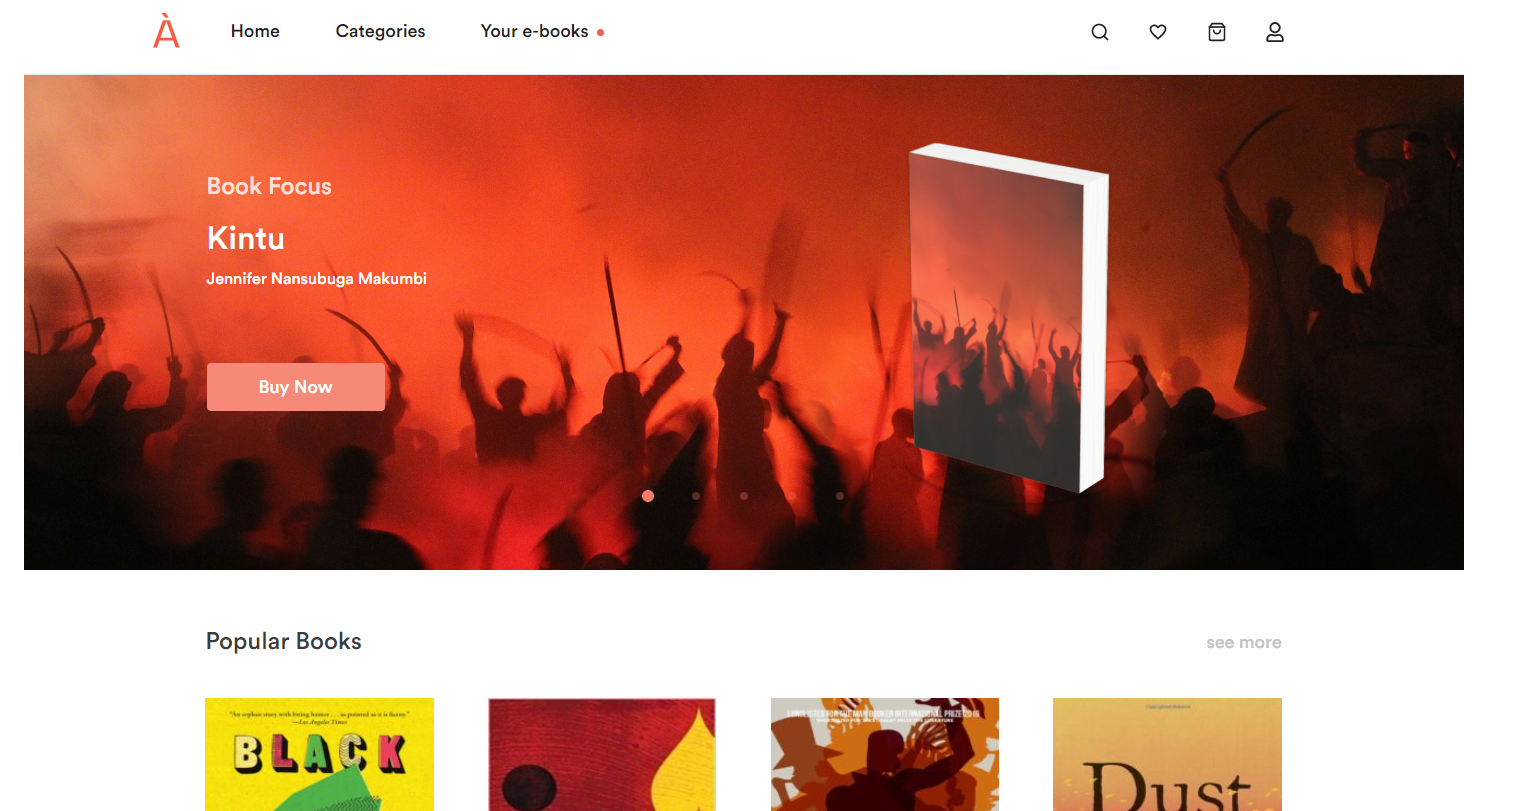 À
Home
Categories
Your e-books
Book Focus
Kintu
Jennifer Nansubuga Makumbi
Buy Now
Popular Books
see more
"An orphan story with biting humor . . . as pointed as it is funny."
—Los Angeles Times
BLACK
LONGLISTED FOR THE MAN BOOKER INTERNATIONAL PRIZE 2016
Dust